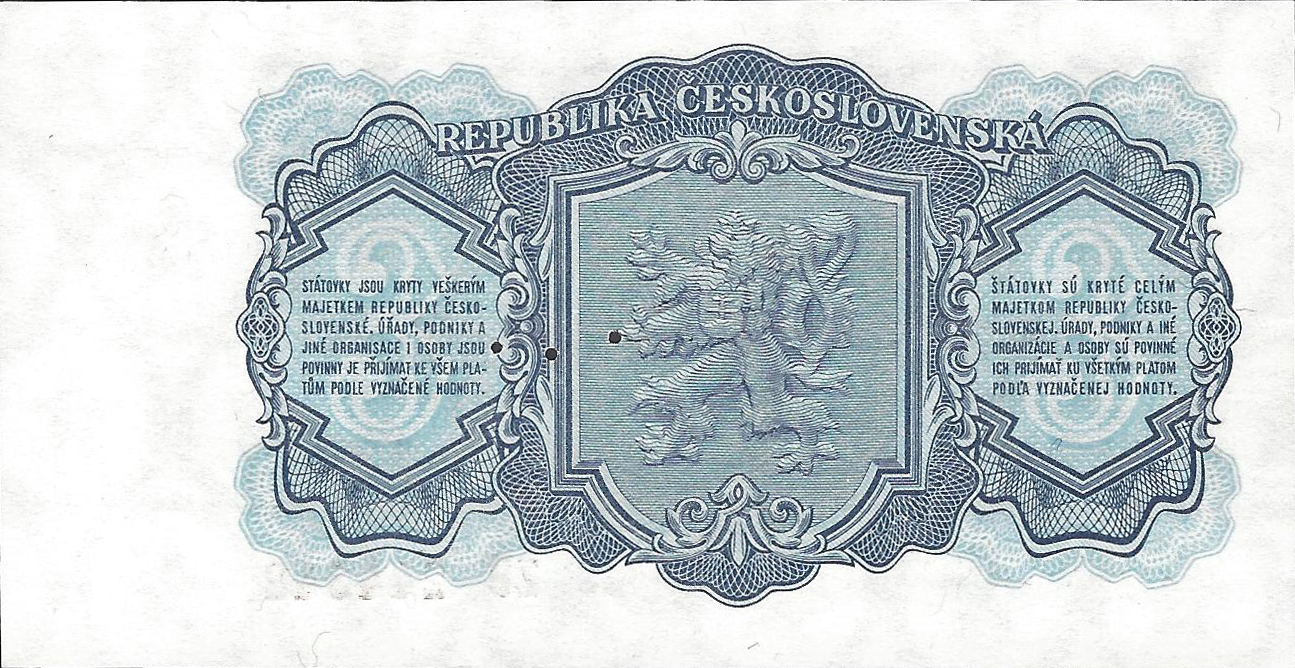 REPUBLIKA ČESKOSLOVENSKÁ
STÁTOVKY JSOU KRYTY VEŠKERÝM
MAJETKEM REPUBLIKY ČESKO-
SLOVENSKÉ. ÚŘADY, PODNIKY A
JINÉ ORGANISACE I OSOBY JSOU
POVINNY JE PŘIJÍMAT KE VŠEM PLA-
TŮM PODLE VYZNAČENÉ HODNOTY.
ŠTÁTOVKY SÚ KRYTÉ CELÝM
MAJETKOM REPUBLIKY ČESKO-
SLOVENSKEJ. ÚRADY, PODNIKY A INÉ
ORGANIZÁCIE A OSOBY SÚ POVINNÉ
ICH PRIJÍMAŤ KU VŠETKÝM PLATOM
PODĽA VYZNAČENEJ HODNOTY.
3
3